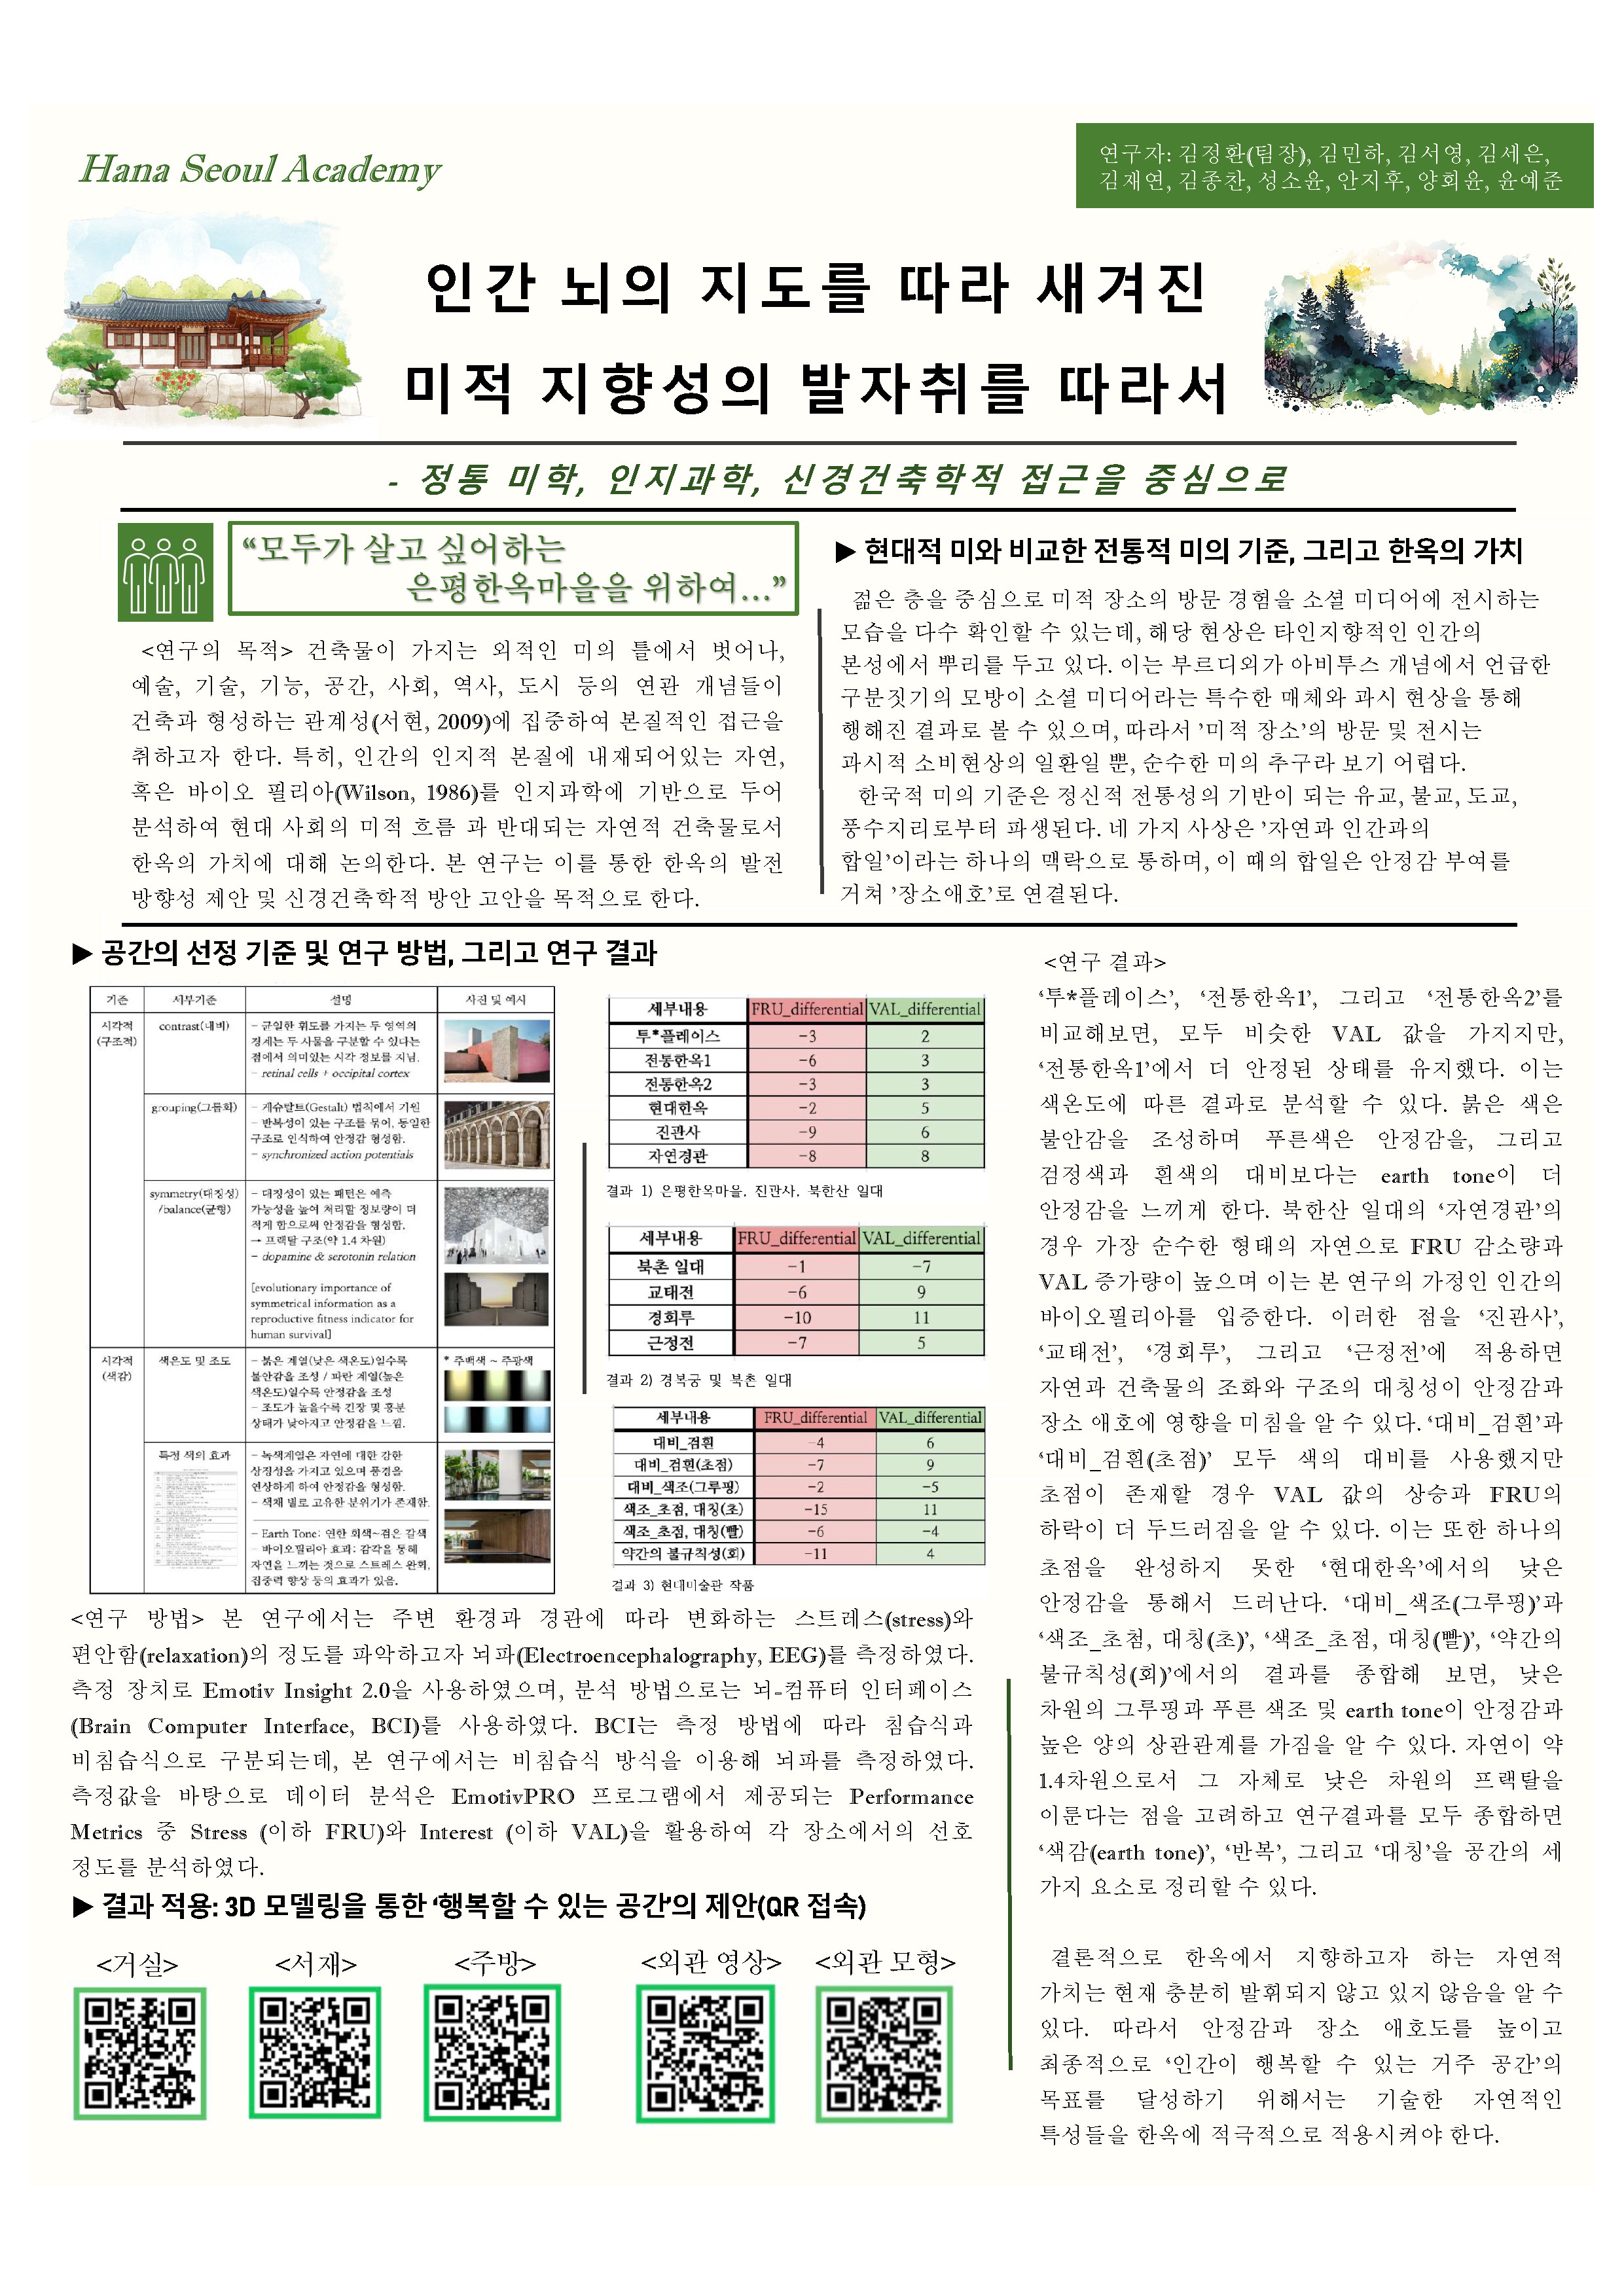 Hana Seoul Academy
연구자: 김정환(팀장), 김민하, 김서영, 김세은,
김재연, 김종찬, 성소윤, 안지후, 양회윤, 윤예준
인간 뇌의 지도를 따라 새겨진
미적 지향성의 발자취를 따라서
- 정통 미학, 인지과학, 신경건축학적 접근을 중심으로
“모두가 살고 싶어하는
은평한옥마을을 위하여...”
<연구의 목적> 건축물이 가지는 외적인 미의 틀에서 벗어나,
예술, 기술, 기능, 공간, 사회, 역사, 도시 등의 연관 개념들이
건축과 형성하는 관계성(서현, 2009)에 집중하여 본질적인 접근을
취하고자 한다. 특히, 인간의 인지적 본질에 내재되어있는 자연,
혹은 바이오 필리아(Wilson, 1986)를 인지과학에 기반으로 두어
분석하여 현대 사회의 미적 흐름 과 반대되는 자연적 건축물로서
한옥의 가치에 대해 논의한다. 본 연구는 이를 통한 한옥의 발전
방향성 제안 및 신경건축학적 방안 고안을 목적으로 한다.
▶ 현대적 미와 비교한 전통적 미의 기준, 그리고 한옥의 가치
젊은 층을 중심으로 미적 장소의 방문 경험을 소셜 미디어에 전시하는
모습을 다수 확인할 수 있는데, 해당 현상은 타인지향적인 인간의
본성에서 뿌리를 두고 있다. 이는 부르디외가 아비투스 개념에서 언급한
구분짓기의 모방이 소셜 미디어라는 특수한 매체와 과시 현상을 통해
행해진 결과로 볼 수 있으며, 따라서 ’미적 장소’의 방문 및 전시는
과시적 소비현상의 일환일 뿐, 순수한 미의 추구라 보기 어렵다.
한국적 미의 기준은 정신적 전통성의 기반이 되는 유교, 불교, 도교,
풍수지리로부터 파생된다. 네 가지 사상은 ’자연과 인간과의
합일’이라는 하나의 맥락으로 통하며, 이 때의 합일은 안정감 부여를
거쳐 ’장소애호’로 연결된다.
▶ 공간의 선정 기준 및 연구 방법, 그리고 연구 결과
기준 세부기준 설명 사진 및 예시
시각적
(구조적)
contrast(대비)
- 균일한 휘도를 가지는 두 영역의
경계는 두 사물을 구분할 수 있다는
점에서 의미있는 시각 정보를 지님.
- retinal cells + occipital cortex
grouping(그룹화)
- 게슈탈트(Gestalt) 법칙에서 기원
- 반복성이 있는 구조를 묶어, 동일한
구조로 인식하여 안정감 형성함.
- synchronized action potentials
symmetry(대칭성)
/balance(균형)
- 대칭성이 있는 패턴은 예측
가능성을 높여 처리할 정보량이 더
적게 함으로써 안정감을 형성함.
→ 프랙탈 구조(약 1.4 차원)
- dopamine & serotonin relation
[evolutionary importance of
symmetrical information as a
reproductive fitness indicator for
human survival]
시각적
(색감)
색온도 및 조도
- 붉은 계열(낮은 색온도)일수록
불안감을 조성 / 파란 계열(높은
색온도)일수록 안정감을 조성
- 조도가 높을수록 긴장 및 흥분
상태가 낮아지고 안정감을 느낌.
* 주백색 ~ 주광색
특정 색의 효과
- 녹색계열은 자연에 대한 강한
상징성을 가지고 있으며 풍경을
연상하게 하여 안정감을 형성함.
- 색채 별로 고유한 분위기가 존재함.
- Earth Tone: 연한 회색~검은 갈색
- 바이오필리아 효과: 감각을 통해
자연을 느끼는 것으로 스트레스 완화,
집중력 향상 등의 효과가 있음.
세부내용 FRU_differential VAL_differential
투*플레이스 -3 2
전통한옥1 -6 3
전통한옥2 -3 3
현대한옥 -2 5
진관사 -9 6
자연경관 -8 8
결과 1) 은평한옥마을, 진관사, 북한산 일대
세부내용 FRU_differential VAL_differential
북촌 일대 -1 -7
교태전 -6 9
경회루 -10 11
근정전 -7 5
결과 2) 경복궁 및 북촌 일대
세부내용 FRU_differential VAL_differential
대비_검흰 -4 6
대비_검흰(초점) -7 9
대비_색조(그루핑) -2 -5
색조_초점, 대칭(초) -15 11
색조_초점, 대칭(빨) -6 -4
약간의 불규칙성(회) -11 4
결과 3) 현대미술관 작품
<연구 방법> 본 연구에서는 주변 환경과 경관에 따라 변화하는 스트레스(stress)와
편안함(relaxation)의 정도를 파악하고자 뇌파(Electroencephalography, EEG)를 측정하였다.
측정 장치로 Emotiv Insight 2.0을 사용하였으며, 분석 방법으로는 뇌-컴퓨터 인터페이스
(Brain Computer Interface, BCI)를 사용하였다. BCI는 측정 방법에 따라 침습식과
비침습식으로 구분되는데, 본 연구에서는 비침습식 방식을 이용해 뇌파를 측정하였다.
측정값을 바탕으로 데이터 분석은 EmotivPRO 프로그램에서 제공되는 Performance
Metrics 중 Stress (이하 FRU)와 Interest (이하 VAL)을 활용하여 각 장소에서의 선호
정도를 분석하였다.
▶ 결과 적용: 3D 모델링을 통한 ‘행복할 수 있는 공간’의 제안(QR 접속)
<거실> <서재> <주방> <외관 영상> <외관 모형>
<연구 결과>
‘투*플레이스’, ‘전통한옥1’, 그리고 ‘전통한옥2’를
비교해보면, 모두 비슷한 VAL 값을 가지지만,
‘전통한옥1’에서 더 안정된 상태를 유지했다. 이는
색온도에 따른 결과로 분석할 수 있다. 붉은 색은
불안감을 조성하며 푸른색은 안정감을, 그리고
검정색과 흰색의 대비보다는 earth tone이 더
안정감을 느끼게 한다. 북한산 일대의 ‘자연경관’의
경우 가장 순수한 형태의 자연으로 FRU 감소량과
VAL 증가량이 높으며 이는 본 연구의 가정인 인간의
바이오필리아를 입증한다. 이러한 점을 ‘진관사’,
‘교태전’, ‘경회루’, 그리고 ‘근정전’에 적용하면
자연과 건축물의 조화와 구조의 대칭성이 안정감과
장소 애호에 영향을 미침을 알 수 있다. ‘대비_검흰’과
‘대비_검흰(초점)’ 모두 색의 대비를 사용했지만
초점이 존재할 경우 VAL 값의 상승과 FRU의
하락이 더 두드러짐을 알 수 있다. 이는 또한 하나의
초점을 완성하지 못한 ‘현대한옥’에서의 낮은
안정감을 통해서 드러난다. ‘대비_색조(그루핑)’과
‘색조_초점, 대칭(초)’, ‘색조_초점, 대칭(빨)’, ‘약간의
불규칙성(회)’에서의 결과를 종합해 보면, 낮은
차원의 그루핑과 푸른 색조 및 earth tone이 안정감과
높은 양의 상관관계를 가짐을 알 수 있다. 자연이 약
1.4차원으로서 그 자체로 낮은 차원의 프랙탈을
이룬다는 점을 고려하고 연구결과를 모두 종합하면
‘색감(earth tone)’, ‘반복’, 그리고 ‘대칭’을 공간의 세
가지 요소로 정리할 수 있다.
결론적으로 한옥에서 지향하고자 하는 자연적
가치는 현재 충분히 발휘되지 않고 있지 않음을 알 수
있다. 따라서 안정감과 장소 애호도를 높이고
최종적으로 ‘인간이 행복할 수 있는 거주 공간’의
목표를 달성하기 위해서는 기술한 자연적인
특성들을 한옥에 적극적으로 적용시켜야 한다.